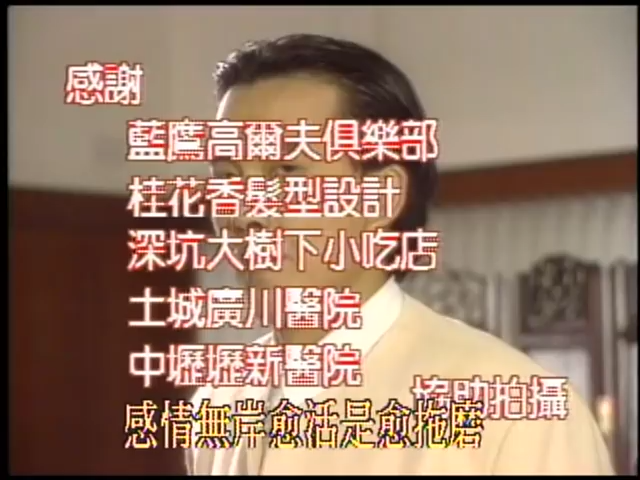 感謝
藍鷹高爾夫俱樂部
桂花香髮型設計
深坑大樹下小吃店
土城廣川醫院
中壢壢新醫院
協助拍攝
感情無岸愈活是愈拖磨